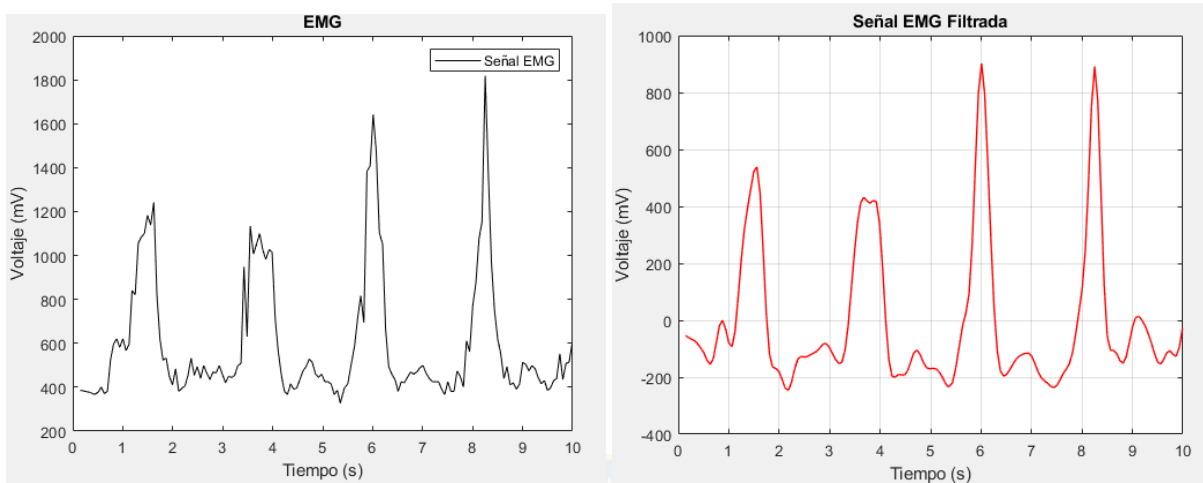 EMG
Señal EMG
2000
1800
1600
1400
1200
1000
800
600
400
200
Voltaje (mV)
0 1 2 3 4 5 6 7 8 9 10
Tiempo (s)
Señal EMG Filtrada
1000
800
600
400
200
0
-200
-400
Voltaje (mV)
0 1 2 3 4 5 6 7 8 9 10
Tiempo (s)